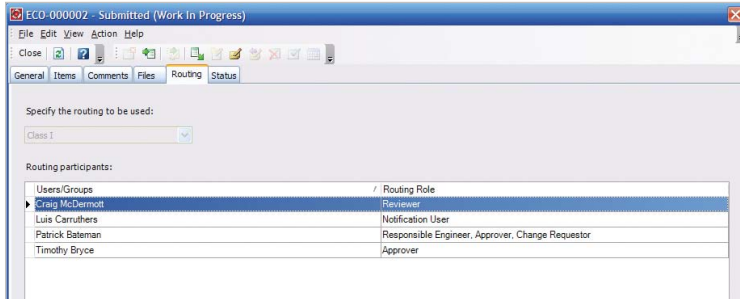 ECO-000002 - Submitted (Work In Progress)
File Edit View Action Help
Close
General Items Comments Files Routing Status
Specify the routing to be used:
Class I
Routing participants:
Users/Groups / Routing Role
Craig McDermott Reviewer
Luis Carruthers Notification User
Patrick Bateman Responsible Engineer, Approver, Change Requestor
Timothy Bryce Approver